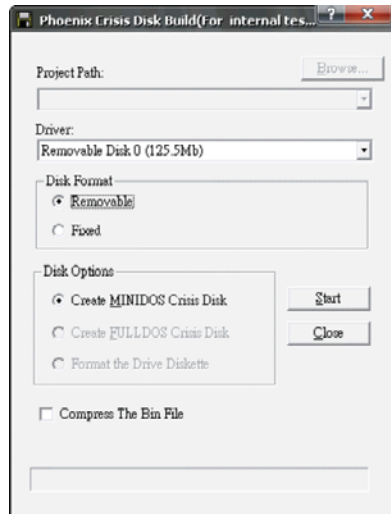 Phoenix Crisis Disk Build(For internal tes...
Project Path:
Browse...
Driver:
Removable Disk 0 (125.5Mb)
Disk Format
Removable
Fixed
Disk Options
Create MINIDOS Crisis Disk
Start
Create FULLDOS Crisis Disk
Close
Format the Drive Diskette
Compress The Bin File